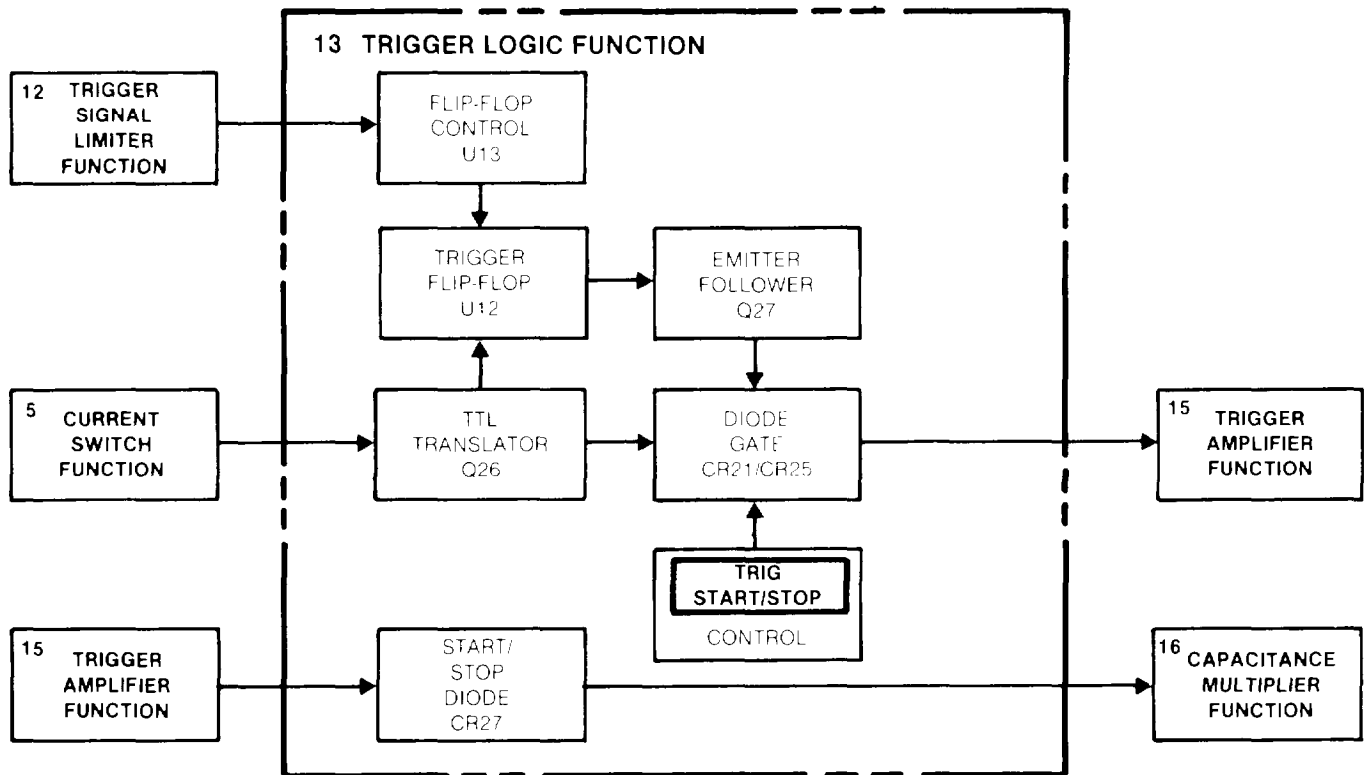 13 TRIGGER LOGIC FUNCTION
12 TRIGGER
SIGNAL
LIMITER
FUNCTION
FLIP-FLOP
CONTROL
U13
TRIGGER
FLIP-FLOP
U12
EMITTER
FOLLOWER
Q27
5 CURRENT
SWITCH
FUNCTION
TTL
TRANSLATOR
Q26
DIODE
GATE
CR21/CR25
15 TRIGGER
AMPLIFIER
FUNCTION
TRIG
START/STOP
CONTROL
15 TRIGGER
AMPLIFIER
FUNCTION
START/
STOP
DIODE
CR27
16 CAPACITANCE
MULTIPLIER
FUNCTION